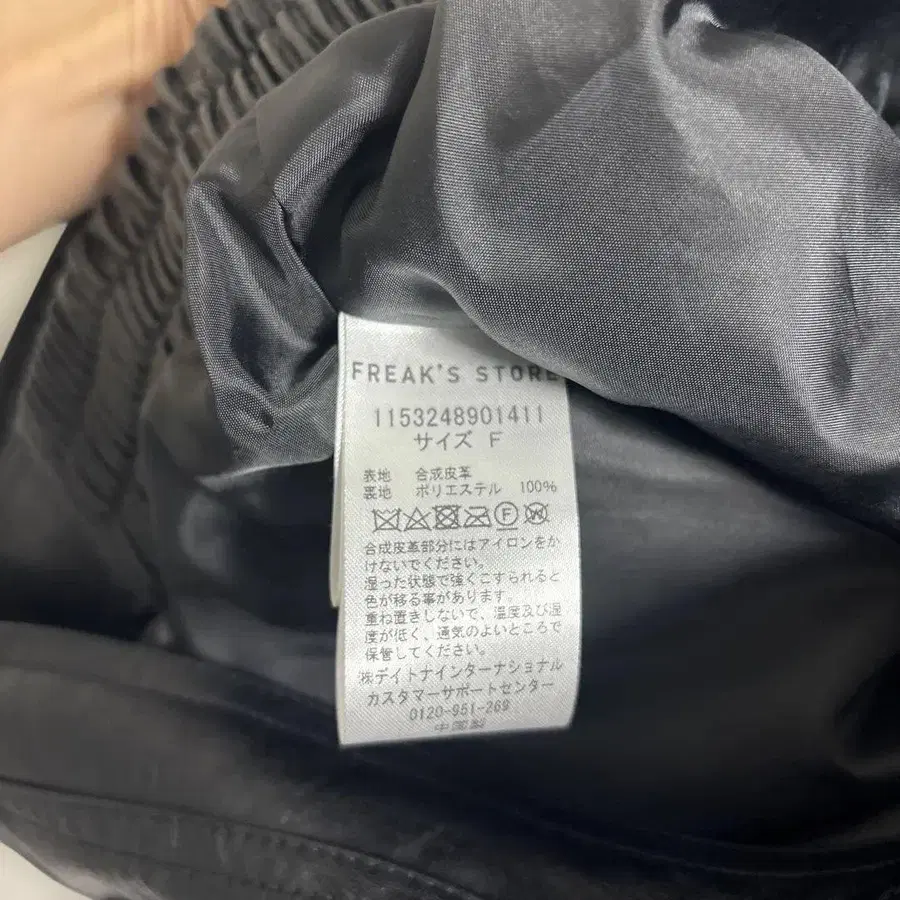 FREAK'S STORE
1153248901411
サイズ F
表地 合成皮革
裏地 ポリエステル 100%
F W
合成皮革部分にはアイロンをか
けないでください。
湿った状態で強くこすられると
色が移る事があります。
重ね置きしないで、温度及び湿
度が低く、通気のよいところで
保管してください。
㈱デイトナインターナショナル
カスタマーサポートセンター
0120-951-269
中国製